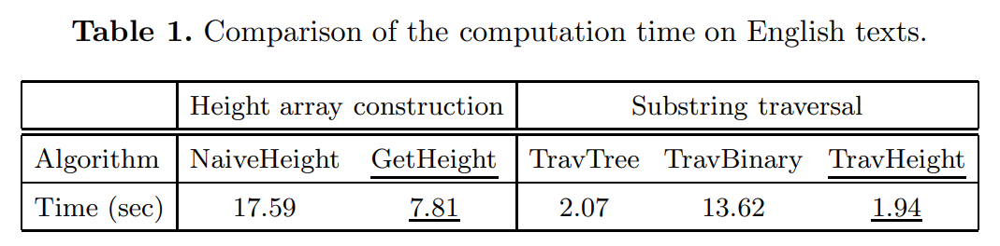 Table 1. Comparison of the computation time on English texts.
Height array construction Substring traversal
Algorithm NaiveHeight GetHeight TravTree TravBinary TravHeight
Time (sec) 17.59 7.81 2.07 13.62 1.94